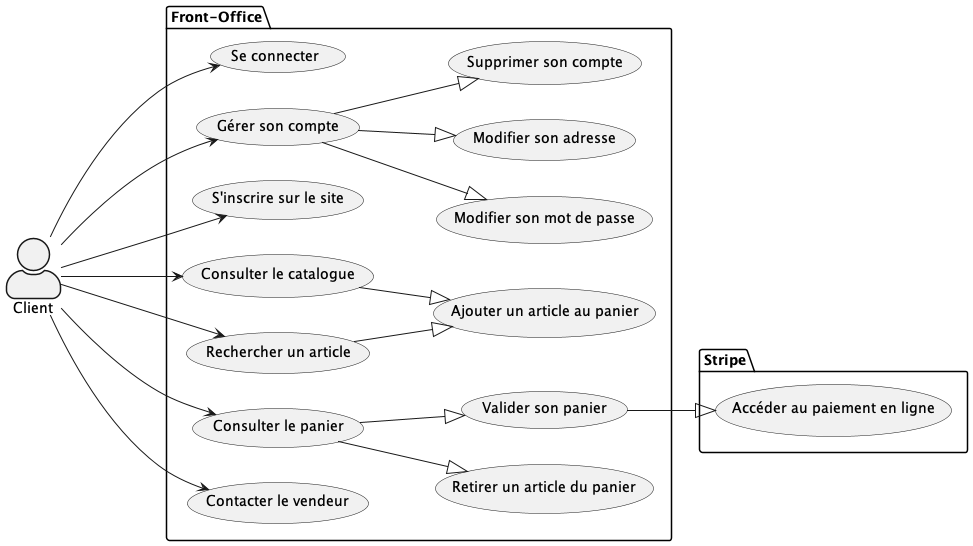 Front-Office
Se connecter
Supprimer son compte
Gérer son compte
Modifier son adresse
S'inscrire sur le site
Modifier son mot de passe
Client
Consulter le catalogue
Ajouter un article au panier
Rechercher un article
Stripe
Consulter le panier
Valider son panier
Accéder au paiement en ligne
Retirer un article du panier
Contacter le vendeur